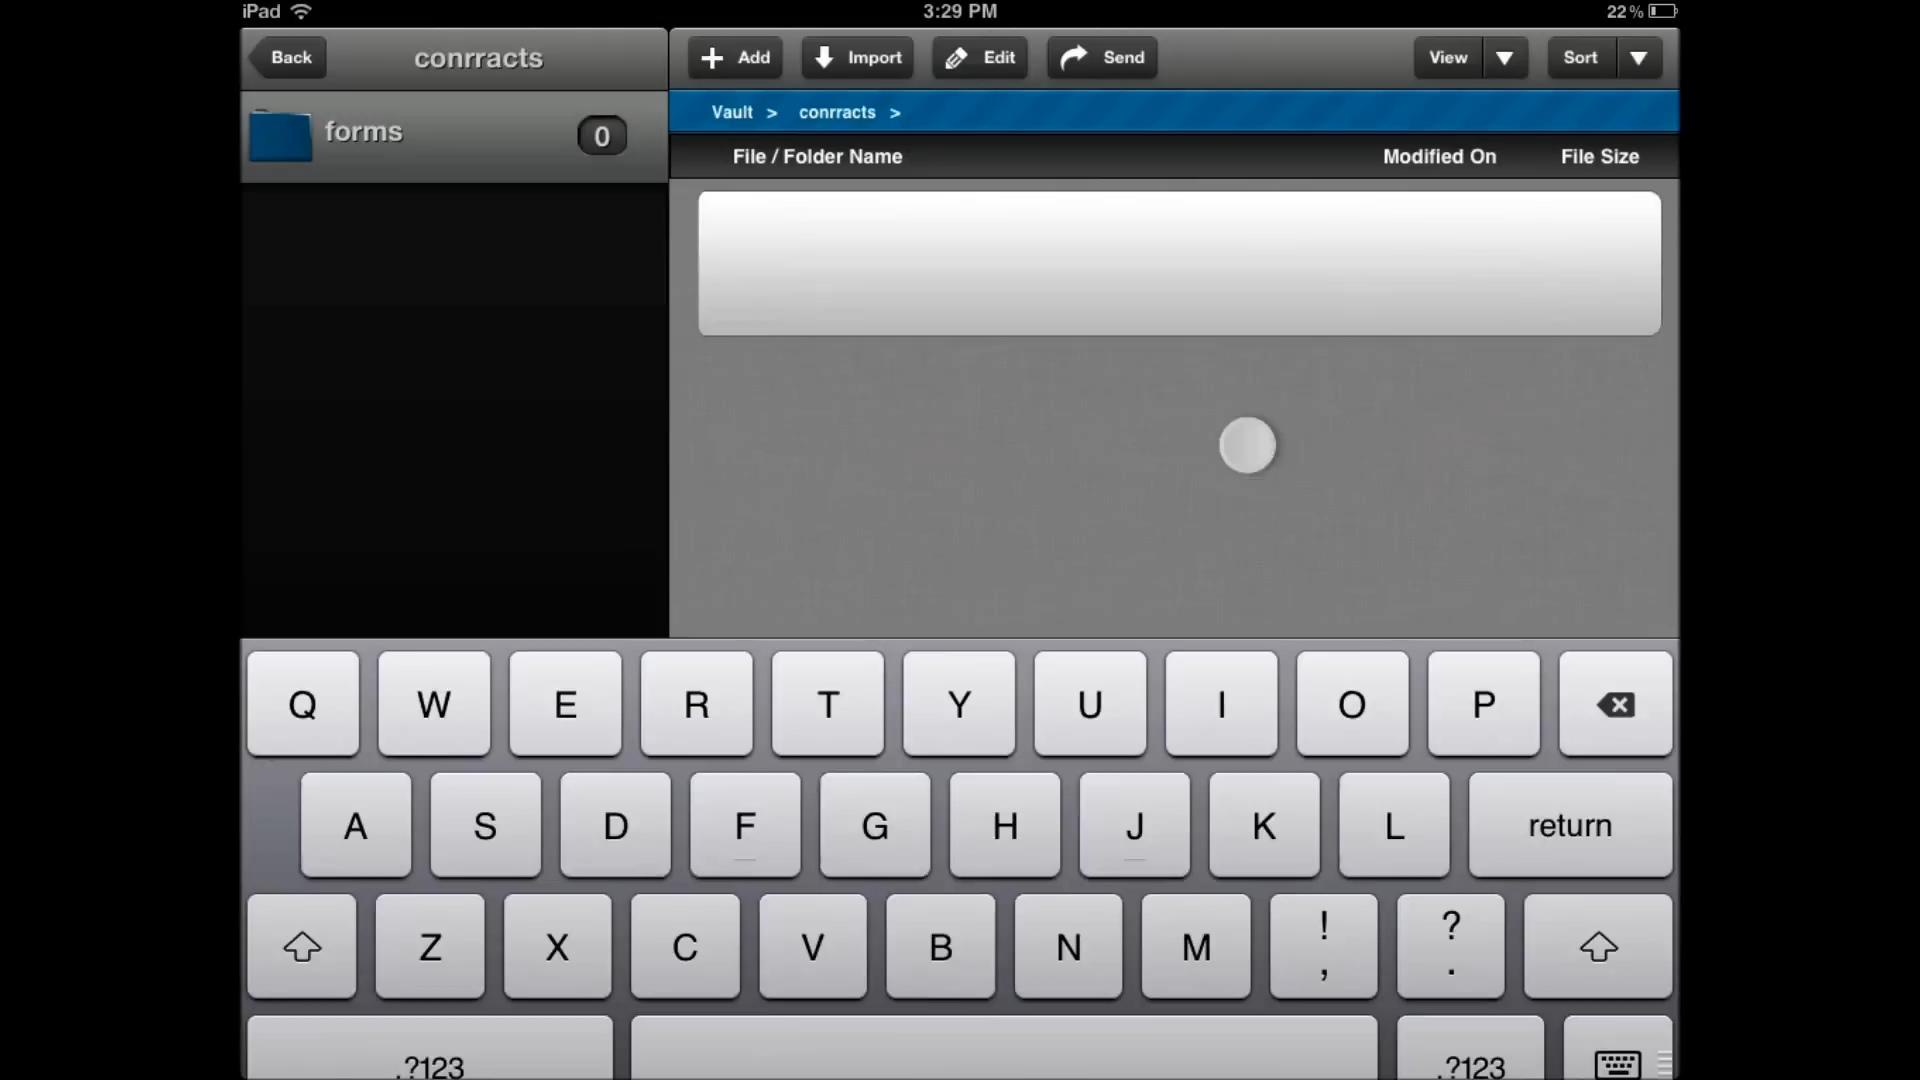 iPad 3:29 PM 22%
Back conrracts Add Import Edit Send View Sort
forms 0
Vault > conrracts >
File / Folder Name Modified On File Size
Q W E R T Y U I O P
A S D F G H J K L return
Z X C V B N M ! , ? .
.?123 .?123